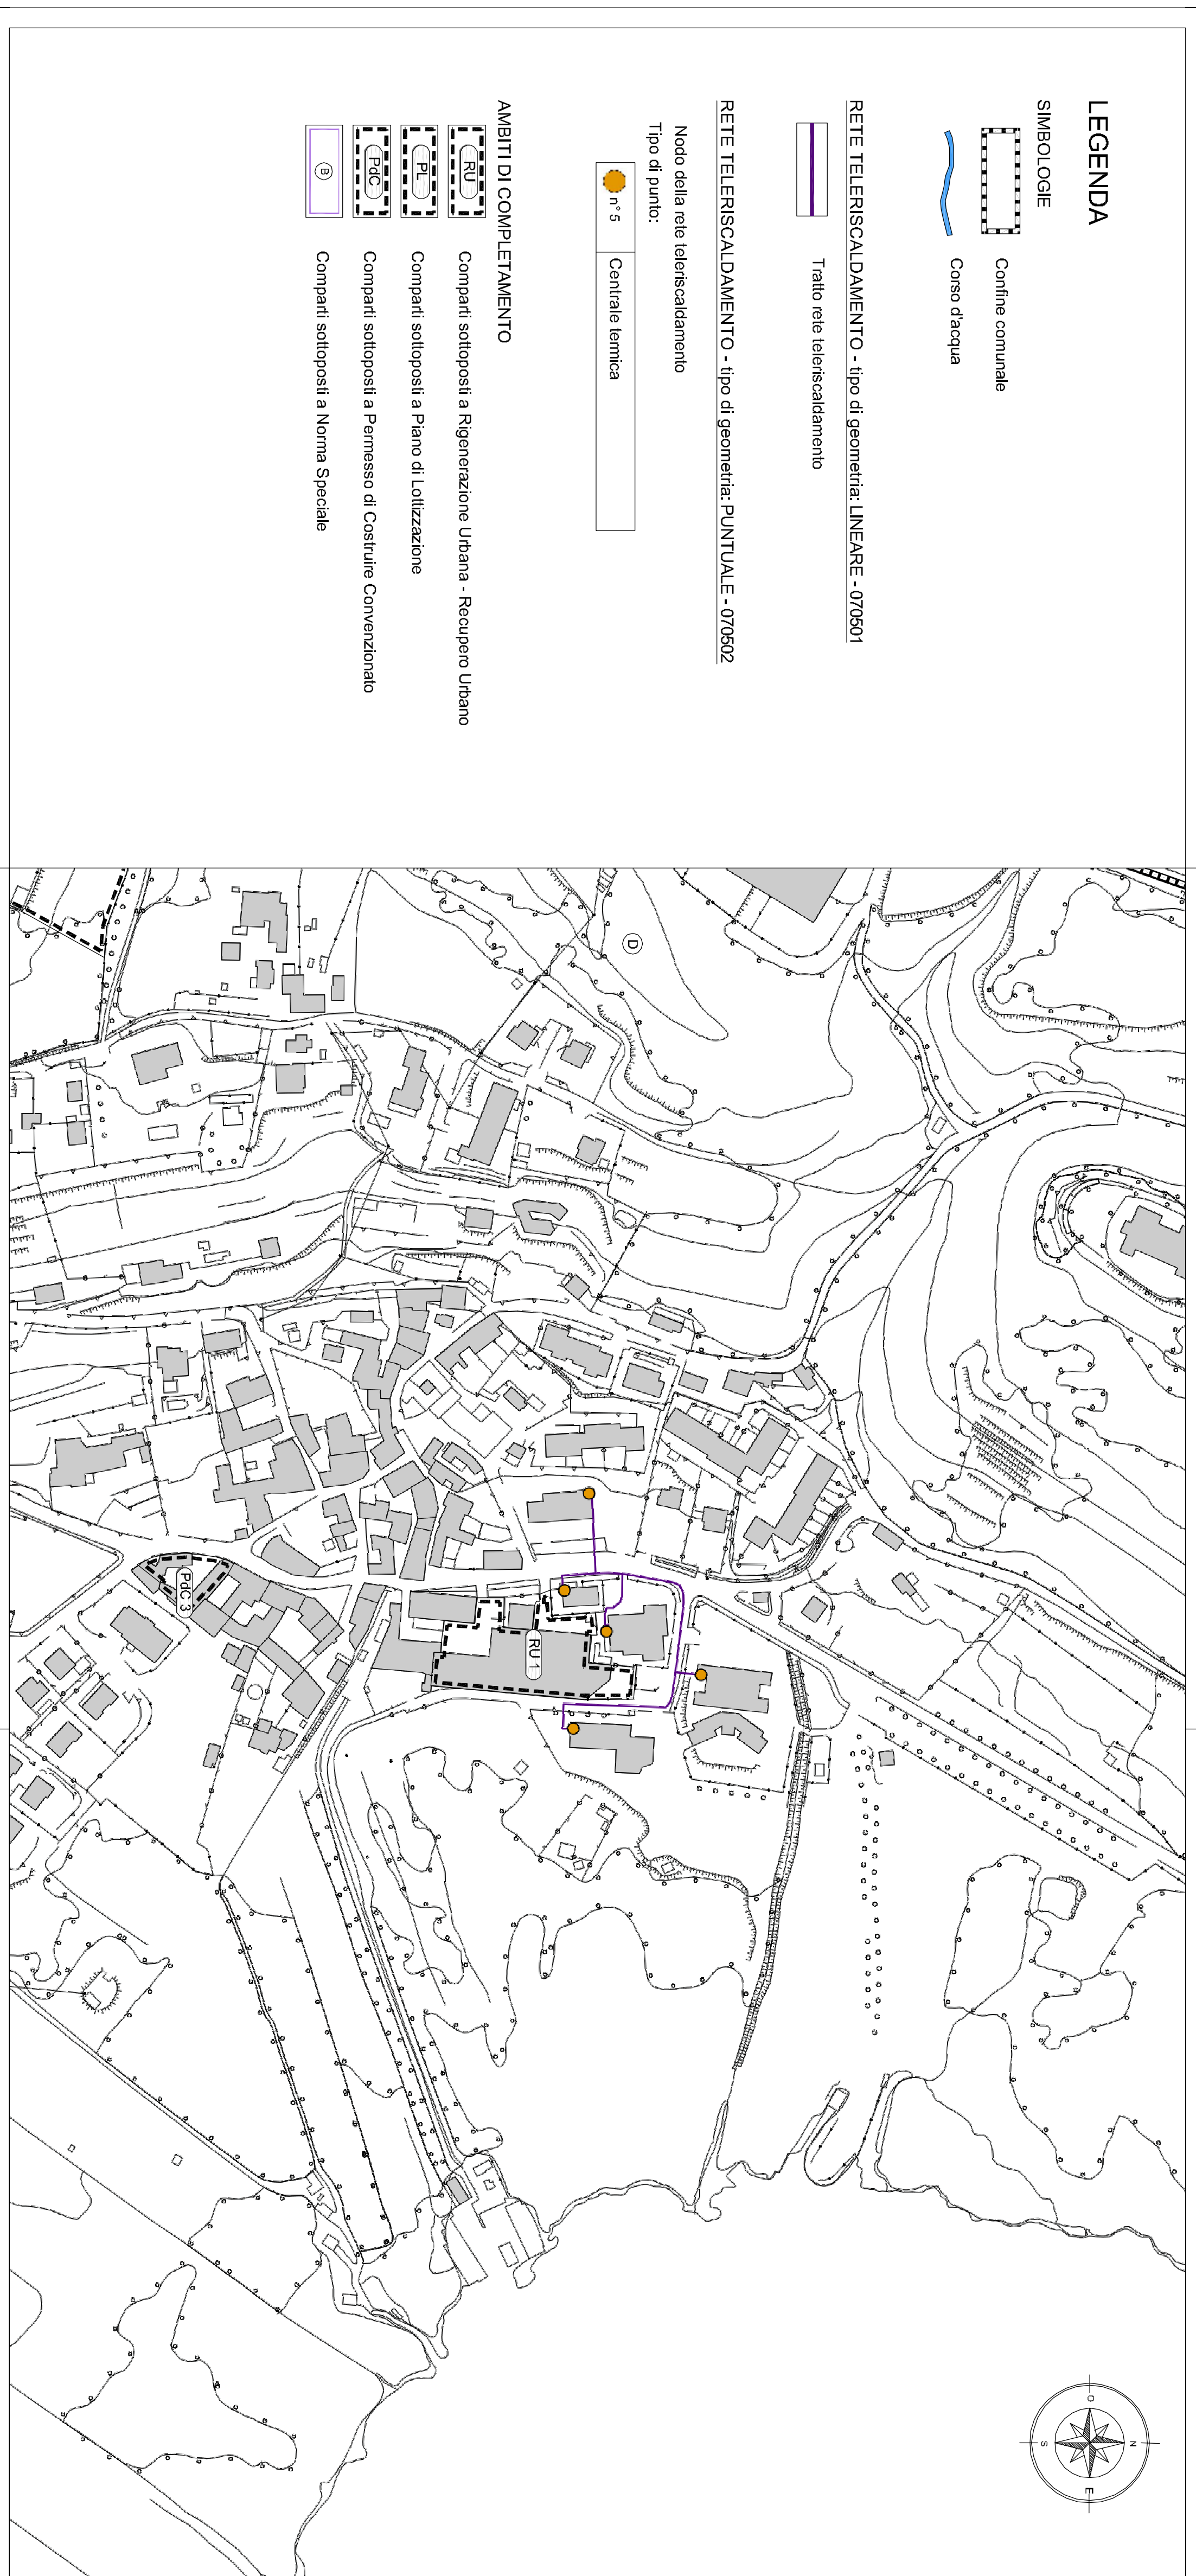 LEGENDA
SIMBOLOGIE
Confine comunale
Corso d'acqua
RETE TELERISCALDAMENTO - tipo di geometria: LINEARE - 070501
Tratto rete teleriscaldamento
RETE TELERISCALDAMENTO - tipo di geometria: PUNTUALE - 070502
Nodo della rete teleriscaldamento
Tipo di punto:
n° 5 Centrale termica
AMBITI DI COMPLETAMENTO
RU Comparti sottoposti a Rigenerazione Urbana - Recupero Urbano
PL Comparti sottoposti a Piano di Lottizzazione
PdC Comparti sottoposti a Permesso di Costruire Convenzionato
B Comparti sottoposti a Norma Speciale
D
RU 1
PdC 3
N
O
E
S